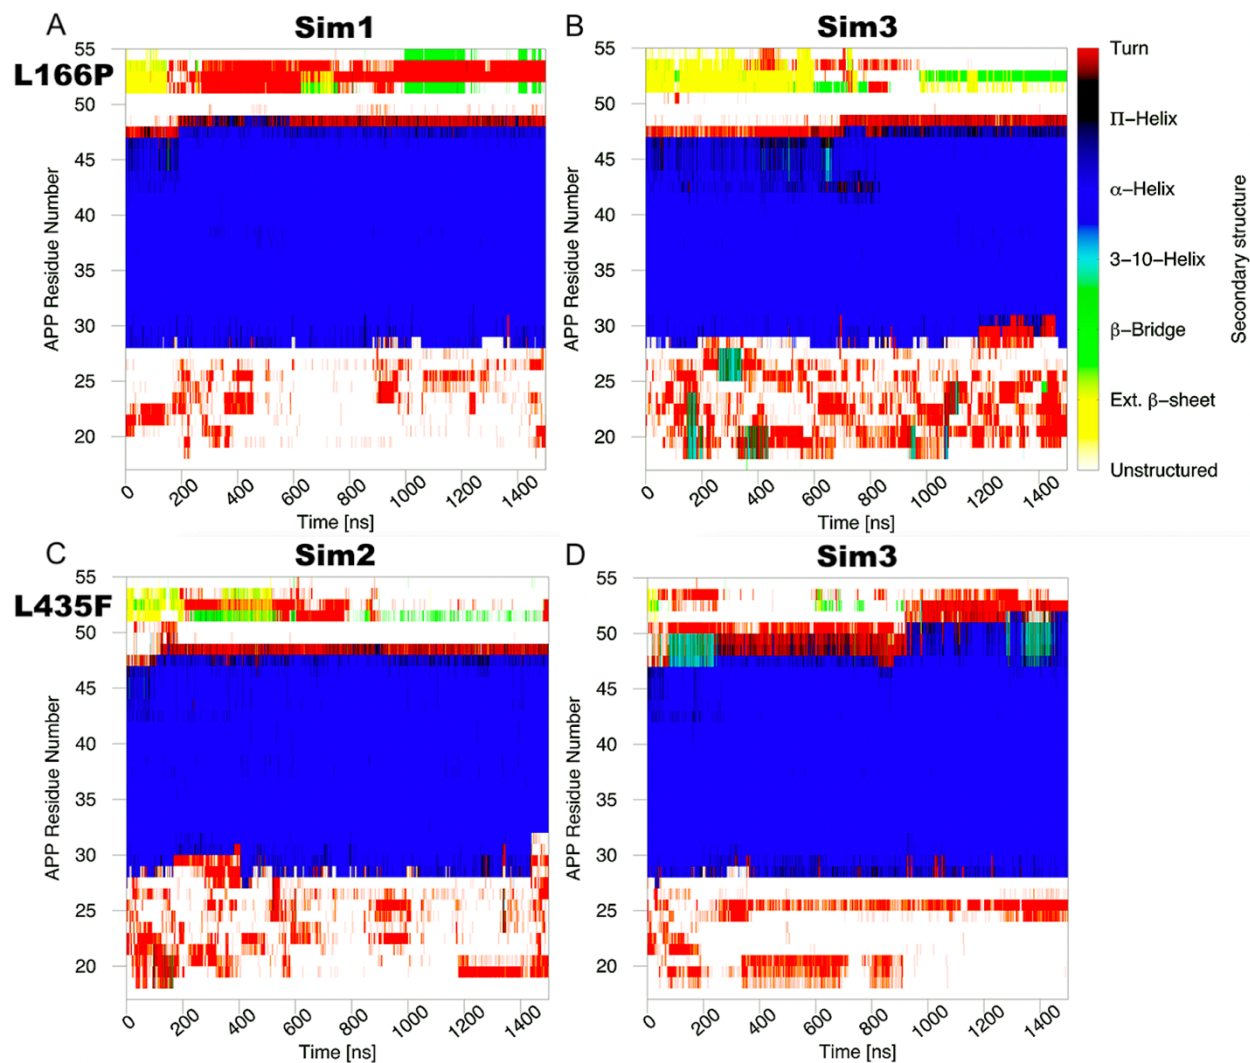 A
Sim1
B
Sim3
L166P
55
50
45
40
35
30
25
20
APP Residue Number
0
200
400
600
800
1000
1200
1400
Time [ns]
55
50
45
40
35
30
25
20
APP Residue Number
0
200
400
600
800
1000
1200
1400
Time [ns]
Turn
Π-Helix
α-Helix
3-10-Helix
β-Bridge
Ext. β-sheet
Unstructured
Secondary structure
C
Sim2
D
Sim3
L435F
55
50
45
40
35
30
25
20
APP Residue Number
0
200
400
600
800
1000
1200
1400
Time [ns]
55
50
45
40
35
30
25
20
APP Residue Number
0
200
400
600
800
1000
1200
1400
Time [ns]